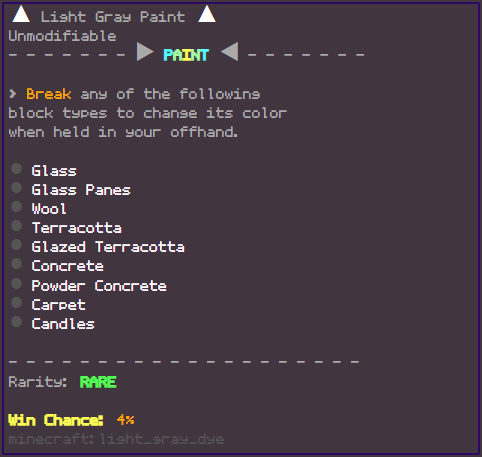 ▲ Light Gray Paint ▲
Unmodifiable
- - - - - - - ▶ PAINT ◀ - - - - - - -
> Break any of the following
block types to change its color
when held in your offhand.
● Glass
● Glass Panes
● Wool
● Terracotta
● Glazed Terracotta
● Concrete
● Powder Concrete
● Carpet
● Candles
- - - - - - - - - - - - - - - - - - - - -
Rarity: RARE
Win Chance: 4%
minecraft:light_gray_dye